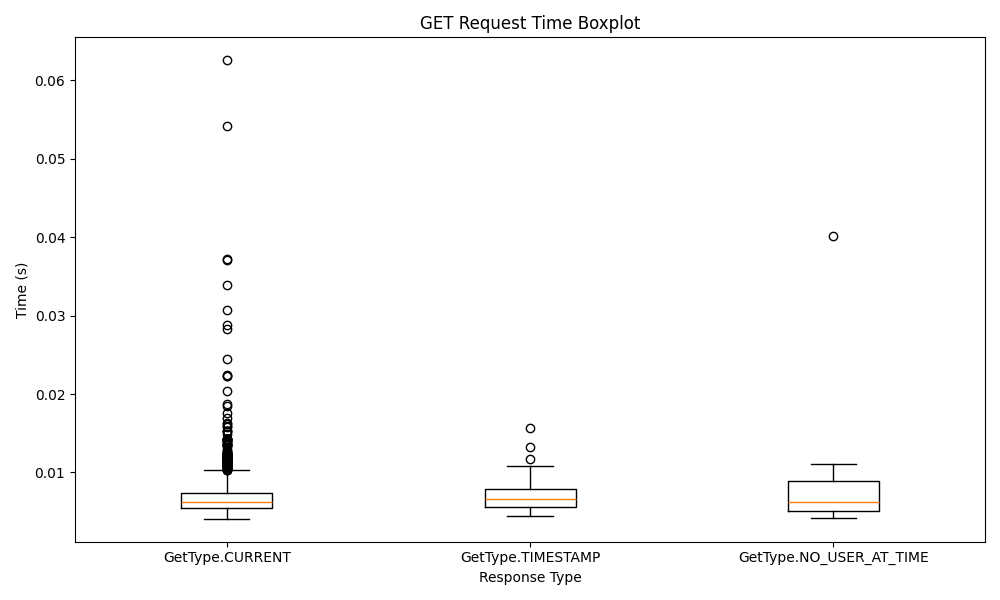 GET Request Time Boxplot
0.06
0.05
0.04
0.03
0.02
0.01
Time (s)
GetType.CURRENT
GetType.TIMESTAMP
GetType.NO_USER_AT_TIME
Response Type